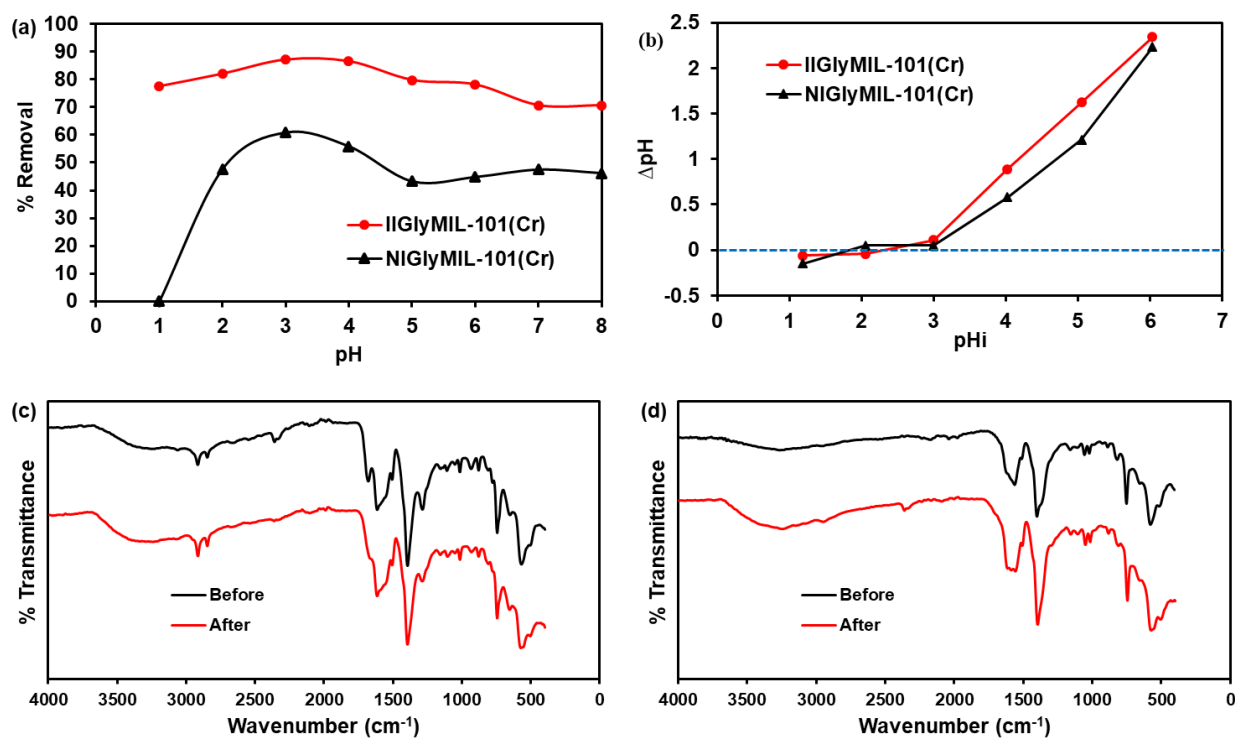 (a)
100
90
80
70
60
50
40
30
20
10
0
% Removal
IIGlyMIL-101(Cr)
NIGlyMIL-101(Cr)
0 1 2 3 4 5 6 7 8
pH
(b)
2.5
2
1.5
1
0.5
0
-0.5
ΔpH
IIGlyMIL-101(Cr)
NIGlyMIL-101(Cr)
0 1 2 3 4 5 6 7
pHi
(c)
% Transmittance
Before
After
4000 3500 3000 2500 2000 1500 1000 500 0
Wavenumber (cm⁻¹)
(d)
% Transmittance
Before
After
4000 3500 3000 2500 2000 1500 1000 500 0
Wavenumber (cm⁻¹)